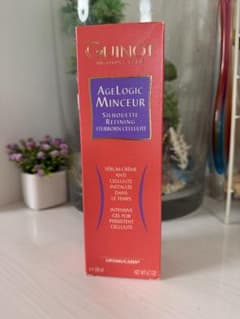 GUINOT
AGELOGIC
MINCEUR
SILHOUETTE
REFINING
STUBBORN CELLULITE
SÉRUM-CRÈME
ANTI
CELLULITE
INSTALLÉE
DANS
LE TEMPS
INTENSIVE
GEL FOR
PERSISTENT
CELLULITE